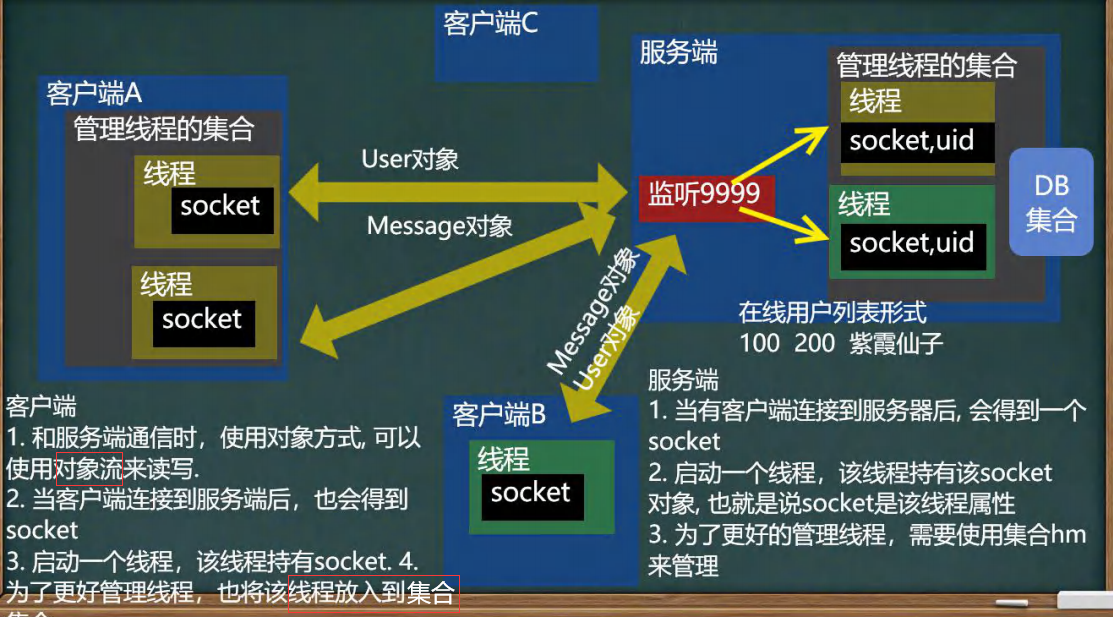 客户端C
服务端
管理线程的集合
线程
socket,uid
监听9999
线程
socket,uid
DB
集合
在线用户列表形式
100 200 紫霞仙子
客户端A
管理线程的集合
线程
socket
线程
socket
User对象
Message对象
Message对象
User对象
客户端B
线程
socket
客户端
1. 和服务端通信时，使用对象方式, 可以
使用对象流来读写.
2. 当客户端连接到服务端后，也会得到
socket
3. 启动一个线程，该线程持有socket. 4.
为了更好管理线程，也将该线程放入到集合
服务端
1. 当有客户端连接到服务器后, 会得到一个
socket
2. 启动一个线程，该线程持有该socket
对象, 也就是说socket是该线程属性
3. 为了更好的管理线程，需要使用集合hm
来管理